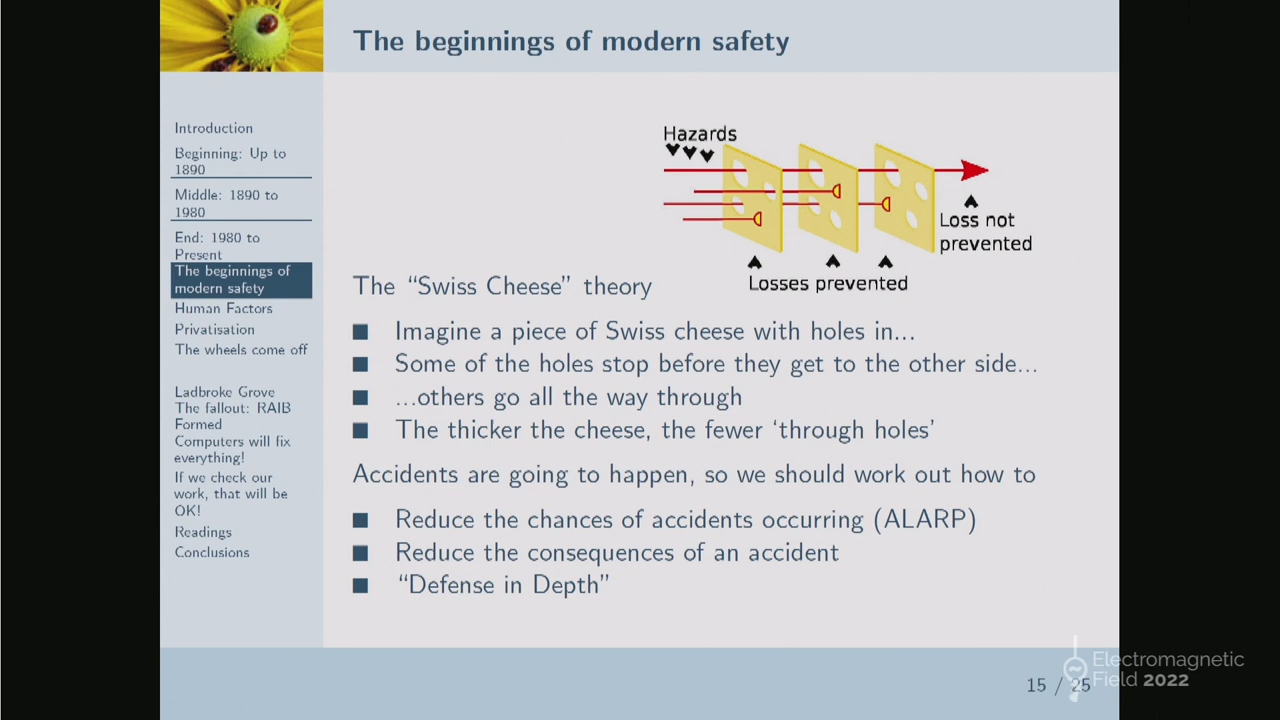 The beginnings of modern safety
Introduction
Beginning: Up to
1890
Middle: 1890 to
1980
End: 1980 to
Present
The beginnings of
modern safety
Human Factors
Privatisation
The wheels come off
Ladbroke Grove
The fallout: RAIB
Formed
Computers will fix
everything!
If we check our
work, that will be
OK!
Readings
Conclusions
Hazards
Loss not
prevented
Losses prevented
The “Swiss Cheese” theory
Imagine a piece of Swiss cheese with holes in...
Some of the holes stop before they get to the other side...
...others go all the way through
The thicker the cheese, the fewer ‘through holes’
Accidents are going to happen, so we should work out how to
Reduce the chances of accidents occurring (ALARP)
Reduce the consequences of an accident
“Defense in Depth”
15 / 25
Electromagnetic
Field 2022